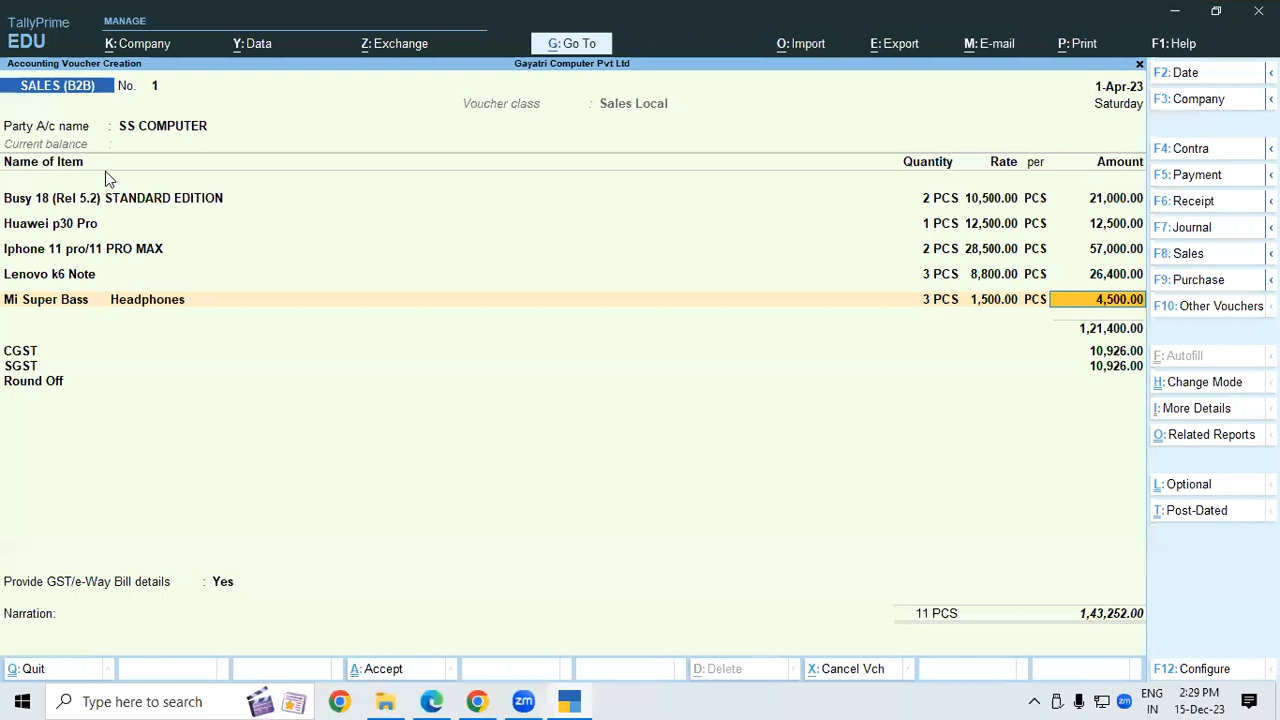 TallyPrime
EDU
MANAGE
K: Company
Y: Data
Z: Exchange
G: Go To
O: Import
E: Export
M: E-mail
P: Print
F1: Help
Accounting Voucher Creation
Gayatri Computer Pvt Ltd
SALES (B2B) No. 1
1-Apr-23
Voucher class : Sales Local
Saturday
Party A/c name : SS COMPUTER
Current balance :
Name of Item Quantity Rate per Amount
Busy 18 (Rel 5.2) STANDARD EDITION 2 PCS 10,500.00 PCS 21,000.00
Huawei p30 Pro 1 PCS 12,500.00 PCS 12,500.00
Iphone 11 pro/11 PRO MAX 2 PCS 28,500.00 PCS 57,000.00
Lenovo k6 Note 3 PCS 8,800.00 PCS 26,400.00
Mi Super Bass Headphones 3 PCS 1,500.00 PCS 4,500.00
1,21,400.00
CGST 10,926.00
SGST 10,926.00
Round Off
Provide GST/e-Way Bill details : Yes
Narration: 11 PCS 1,43,252.00
F2: Date
F3: Company
F4: Contra
F5: Payment
F6: Receipt
F7: Journal
F8: Sales
F9: Purchase
F10: Other Vouchers
F: Autofill
H: Change Mode
I: More Details
O: Related Reports
L: Optional
T: Post-Dated
Q: Quit
A: Accept
D: Delete
X: Cancel Vch
F12: Configure
Type here to search
zm
zm
ENG
IN
2:29 PM
15-Dec-23